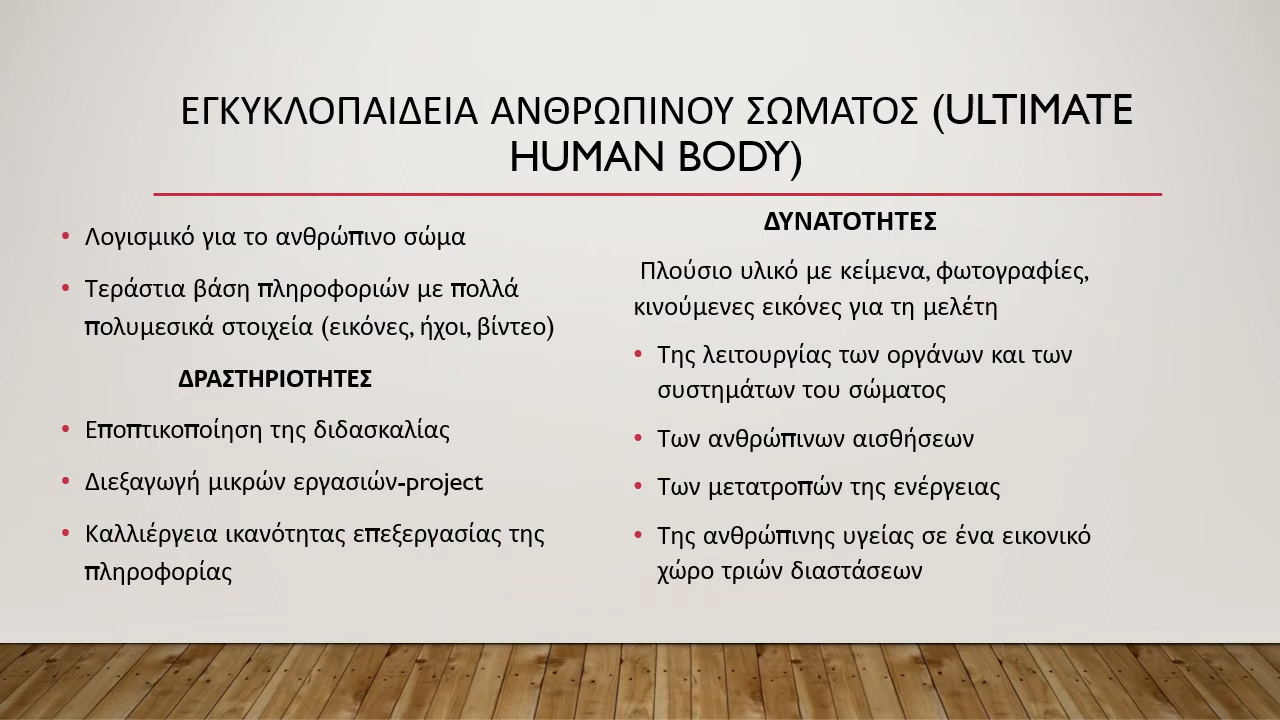 ΕΓΚΥΚΛΟΠΑΙΔΕΙΑ ΑΝΘΡΩΠΙΝΟΥ ΣΩΜΑΤΟΣ (ULTIMATE
HUMAN BODY)
• Λογισμικό για το ανθρώπινο σώμα
• Τεράστια βάση πληροφοριών με πολλά
πολυμεσικά στοιχεία (εικόνες, ήχοι, βίντεο)
ΔΡΑΣΤΗΡΙΟΤΗΤΕΣ
• Εποπτικοποίηση της διδασκαλίας
• Διεξαγωγή μικρών εργασιών-project
• Καλλιέργεια ικανότητας επεξεργασίας της
πληροφορίας
ΔΥΝΑΤΟΤΗΤΕΣ
Πλούσιο υλικό με κείμενα, φωτογραφίες,
κινούμενες εικόνες για τη μελέτη
• Της λειτουργίας των οργάνων και των
συστημάτων του σώματος
• Των ανθρώπινων αισθήσεων
• Των μετατροπών της ενέργειας
• Της ανθρώπινης υγείας σε ένα εικονικό
χώρο τριών διαστάσεων